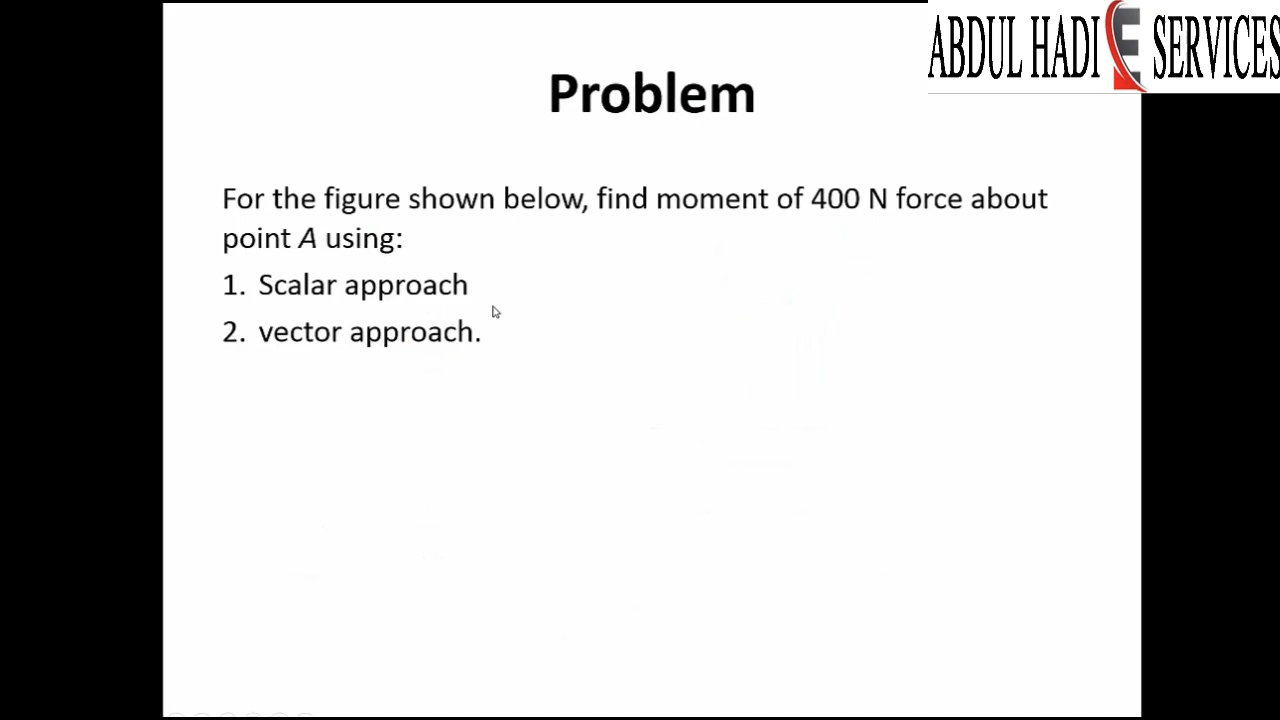 ABDUL HADI E SERVICES
Problem
For the figure shown below, find moment of 400 N force about
point A using:
1. Scalar approach
2. vector approach.